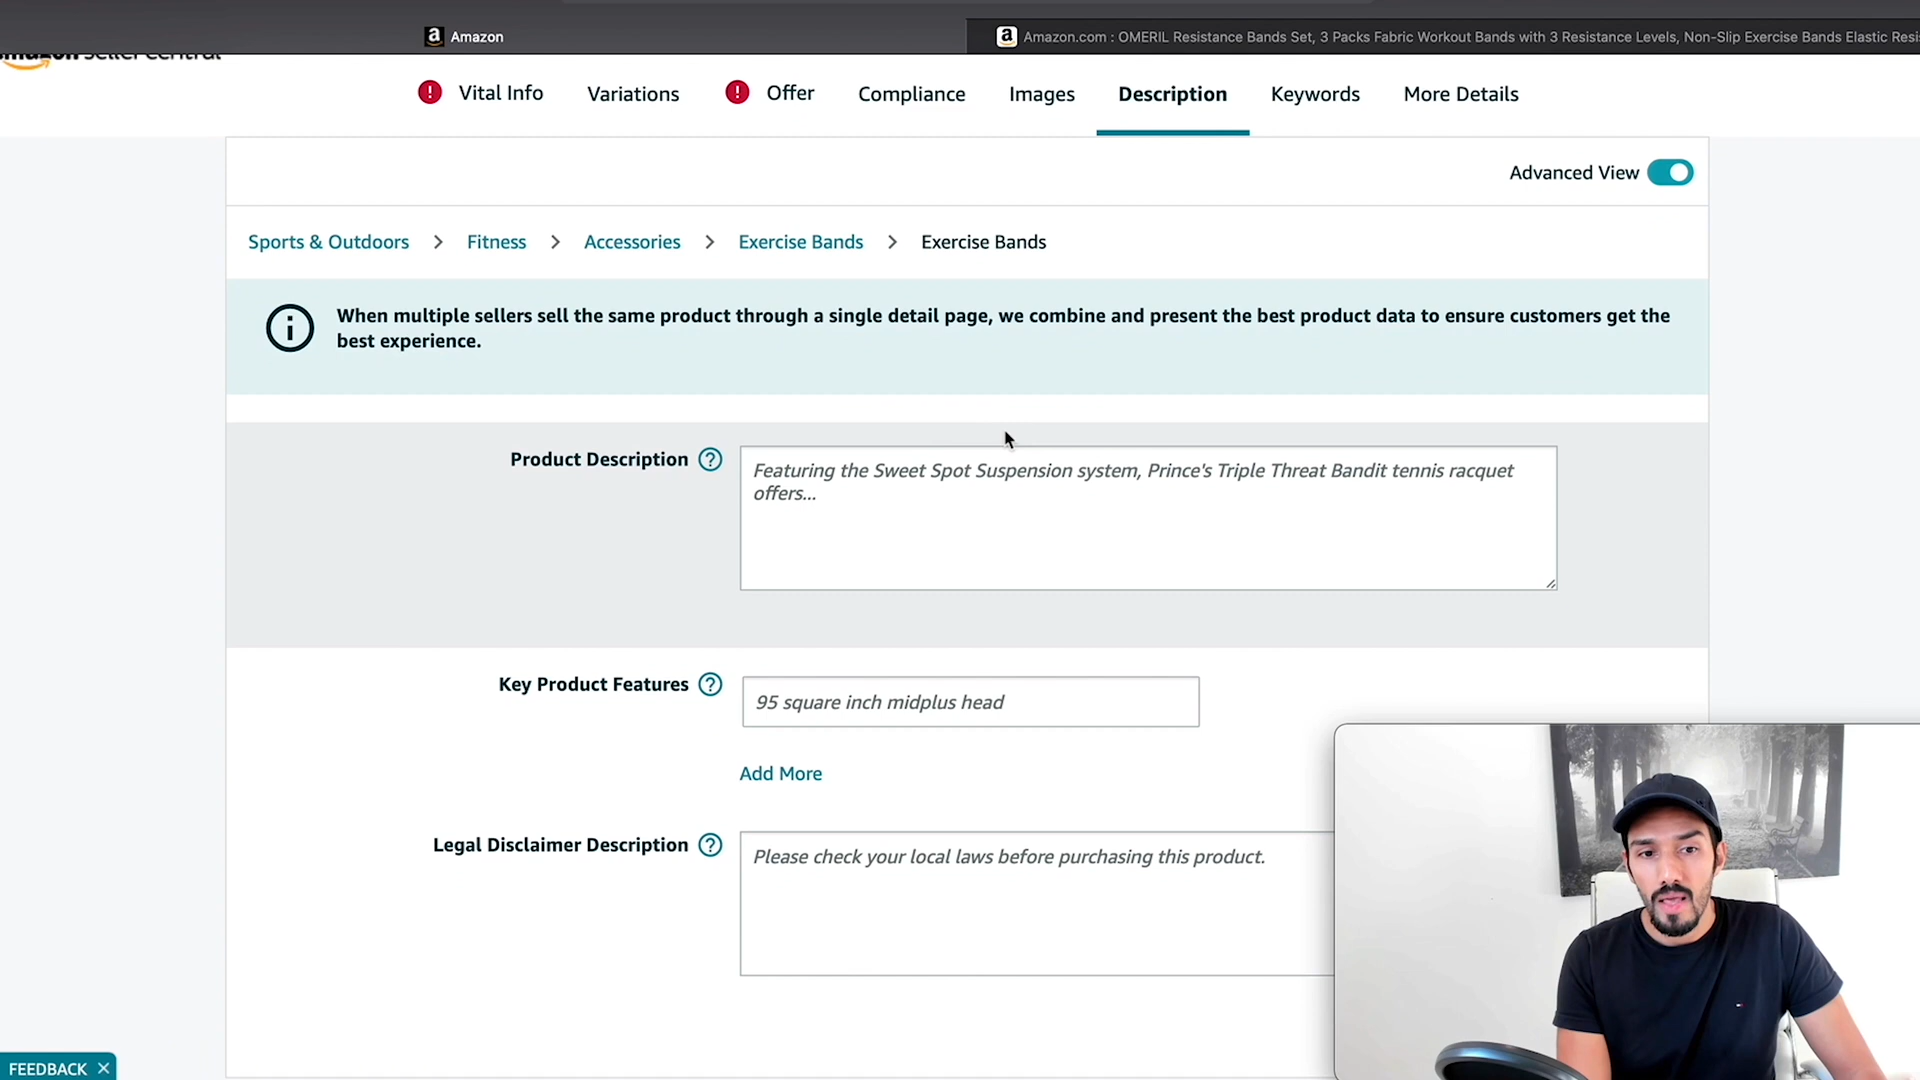 Amazon
Amazon.com : OMERIL Resistance Bands Set, 3 Packs Fabric Workout Bands with 3 Resistance Levels, Non-Slip Exercise Bands Elastic Resis
amazon seller central
Vital Info
Variations
Offer
Compliance
Images
Description
Keywords
More Details
Advanced View
Sports & Outdoors > Fitness > Accessories > Exercise Bands > Exercise Bands
When multiple sellers sell the same product through a single detail page, we combine and present the best product data to ensure customers get the
best experience.
Product Description
Featuring the Sweet Spot Suspension system, Prince's Triple Threat Bandit tennis racquet
offers...
Key Product Features
95 square inch midplus head
Add More
Legal Disclaimer Description
Please check your local laws before purchasing this product.
FEEDBACK